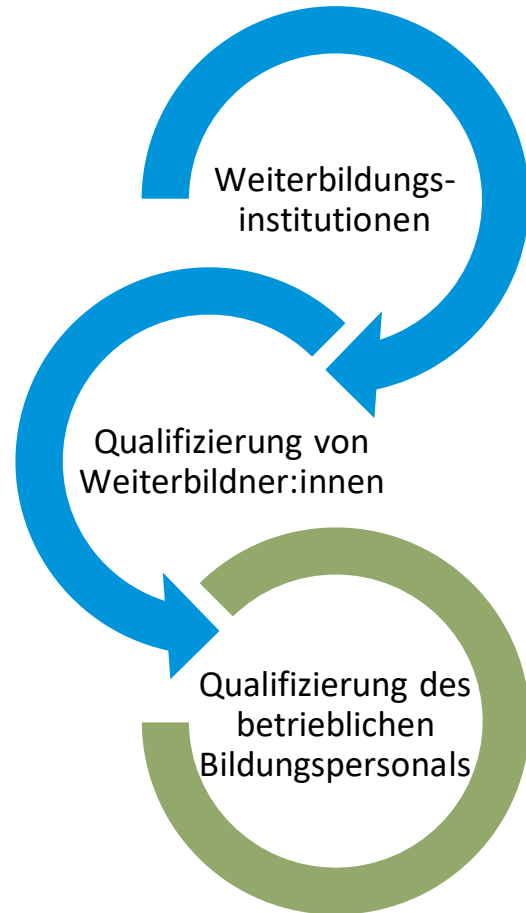 Weiterbildungs-
institutionen
Qualifizierung von
Weiterbildner:innen
Qualifizierung des
betrieblichen
Bildungspersonals